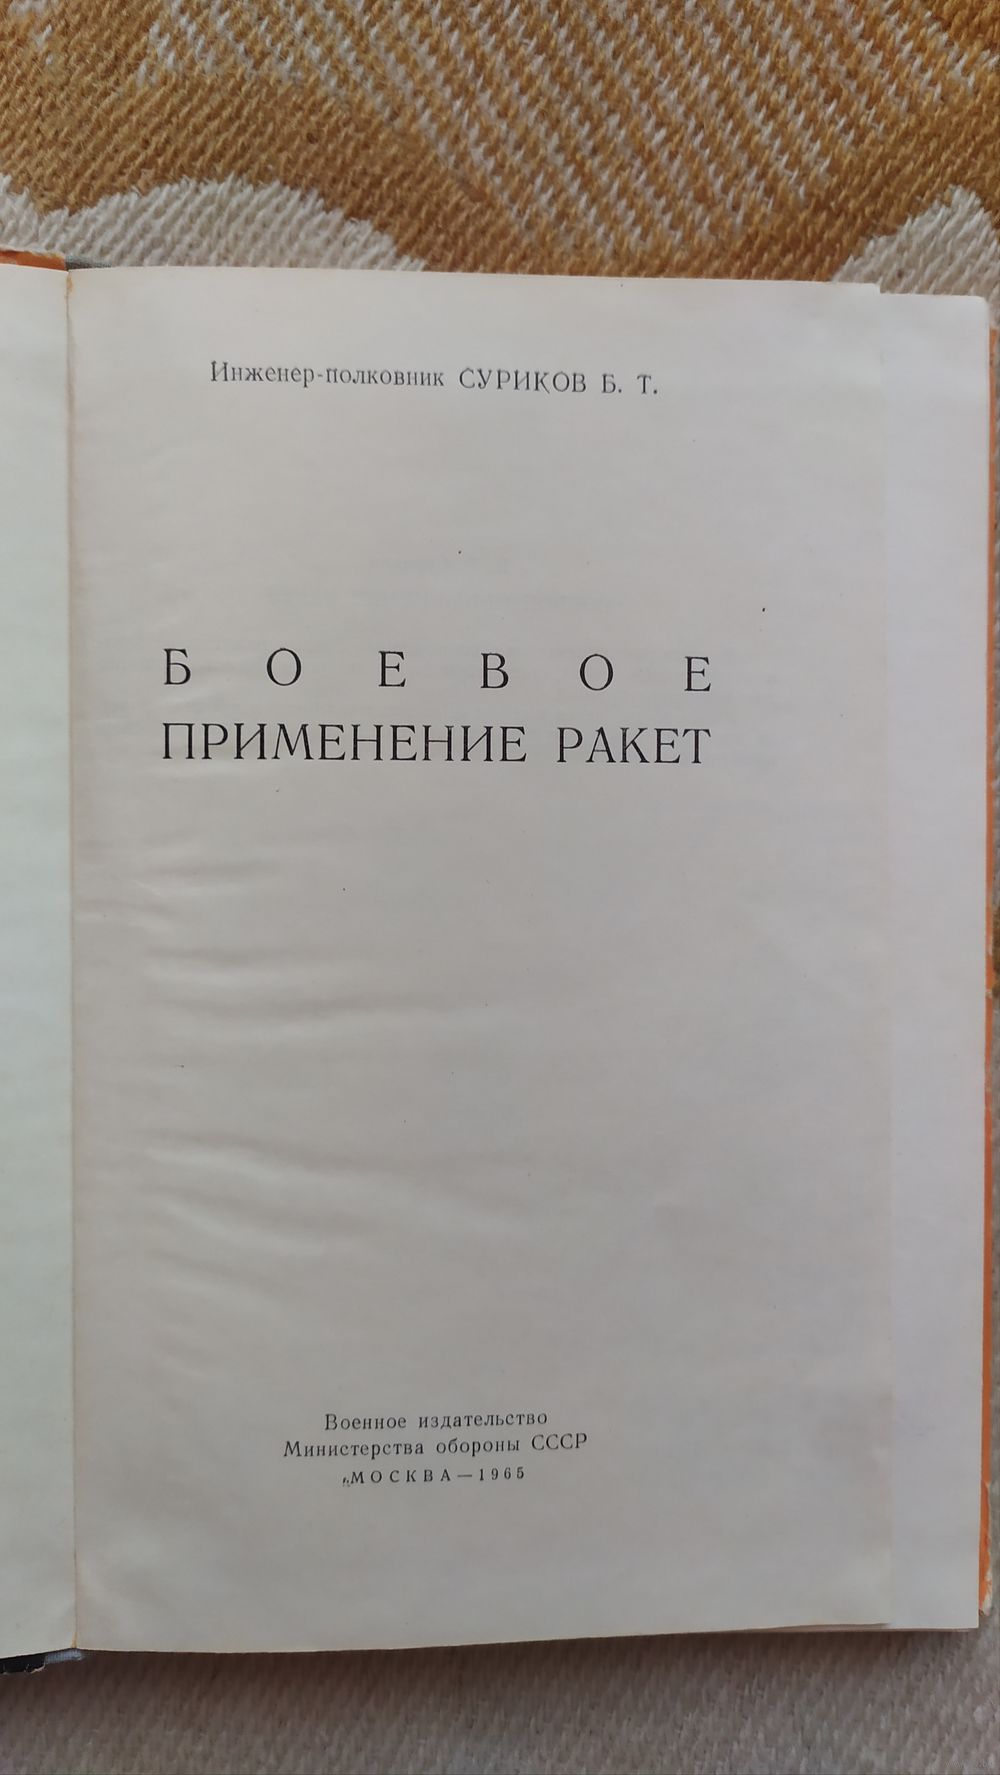 Инженер-полковник СУРИКОВ Б. Т.
БОЕВОЕ
ПРИМЕНЕНИЕ РАКЕТ
Военное издательство
Министерства обороны СССР
МОСКВА—1965